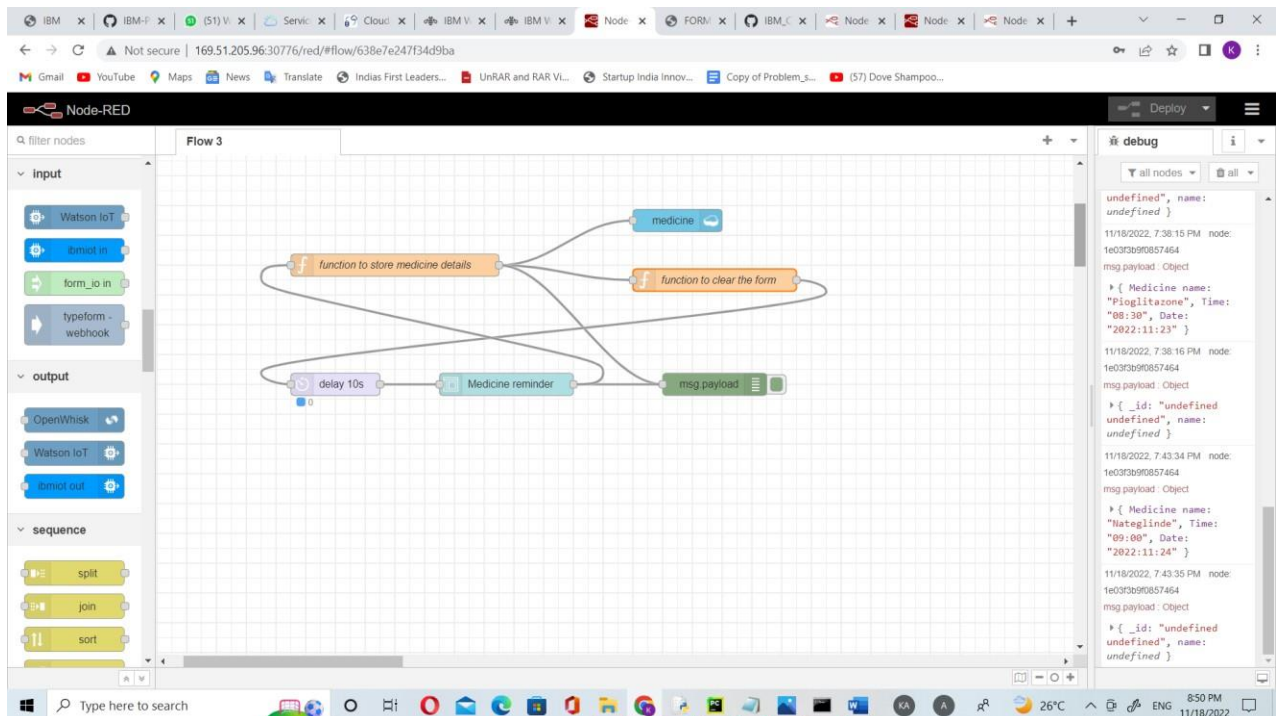 IBM
IBM-P
(51) W
Servic
Cloud
IBM W
IBM W
Node-
FORM
IBM_C
Node
Node
Node
Not secure | 169.51.205.96:30776/red/#flow/638e7e247f34d9ba
K
Gmail YouTube Maps News Translate Indias First Leaders... UnRAR and RAR Vi... Startup India Innov... Copy of Problem_s... (57) Dove Shampoo...
Node-RED
Deploy
filter nodes
Flow 3
debug
i
all nodes
all
input
Watson IoT
ibmiot in
form_io in
typeform -
webhook
output
OpenWhisk
Watson IoT
ibmiot out
sequence
split
join
sort
medicine
function to store medicine details
function to clear the form
delay 10s
0
Medicine reminder
msg.payload
undefined", name:
undefined }
11/18/2022, 7:38:15 PM node:
1e03f3b9f0857464
msg.payload : Object
{ Medicine name:
"Pioglitazone", Time:
"08:30", Date:
"2022:11:23" }
11/18/2022, 7:38:16 PM node:
1e03f3b9f0857464
msg.payload : Object
{ _id: "undefined
undefined", name:
undefined }
11/18/2022, 7:43:34 PM node:
1e03f3b9f0857464
msg.payload : Object
{ Medicine name:
"Nateglinde", Time:
"09:00", Date:
"2022:11:24" }
11/18/2022, 7:43:35 PM node:
1e03f3b9f0857464
msg.payload : Object
{ _id: "undefined
undefined", name:
undefined }
Type here to search
KA
A
26°C
ENG
8:50 PM
11/18/2022